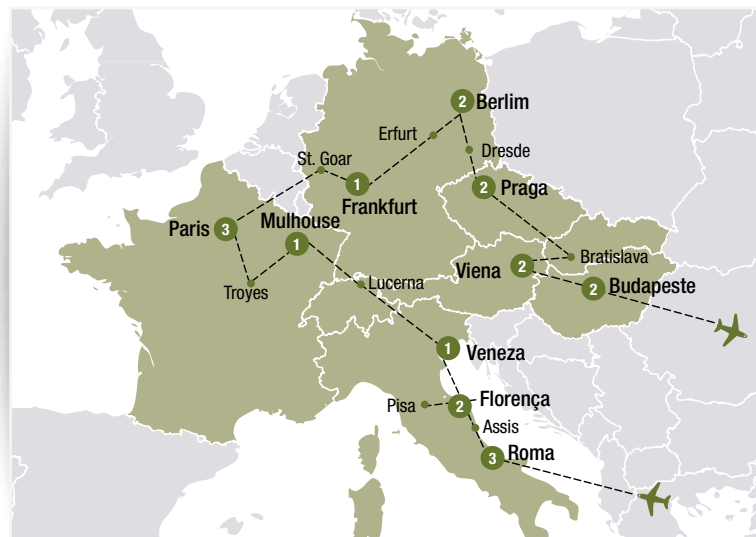 2 Berlim
Erfurt
Dresde
St. Goar
1
Frankfurt
2 Praga
Mulhouse
1
Paris 3
Troyes
Bratislava
Viena 2
2 Budapeste
Lucerna
1 Veneza
Florença
2
Pisa
Assis
3 Roma